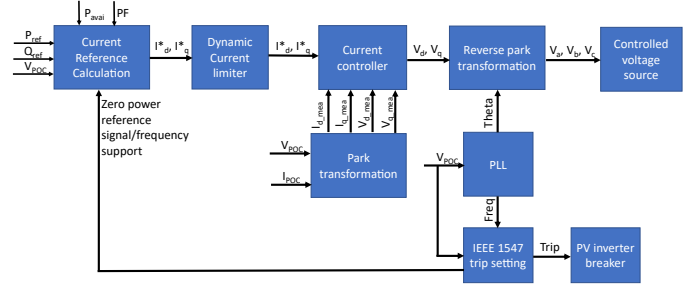 P_avai PF
P_ref
Q_ref
V_POC
Current
Reference
Calculation
I*_d, I*_q
Dynamic
Current
limiter
I*_d, I*_q
Current
controller
V_d, V_q
Reverse park
transformation
V_a, V_b, V_c
Controlled
voltage
source
Zero power
reference
signal/frequency
support
I_d_mea
I_q_mea
V_d_mea
V_q_mea
Theta
V_POC
I_POC
Park
transformation
V_POC
PLL
Freq
IEEE 1547
trip setting
Trip
PV inverter
breaker